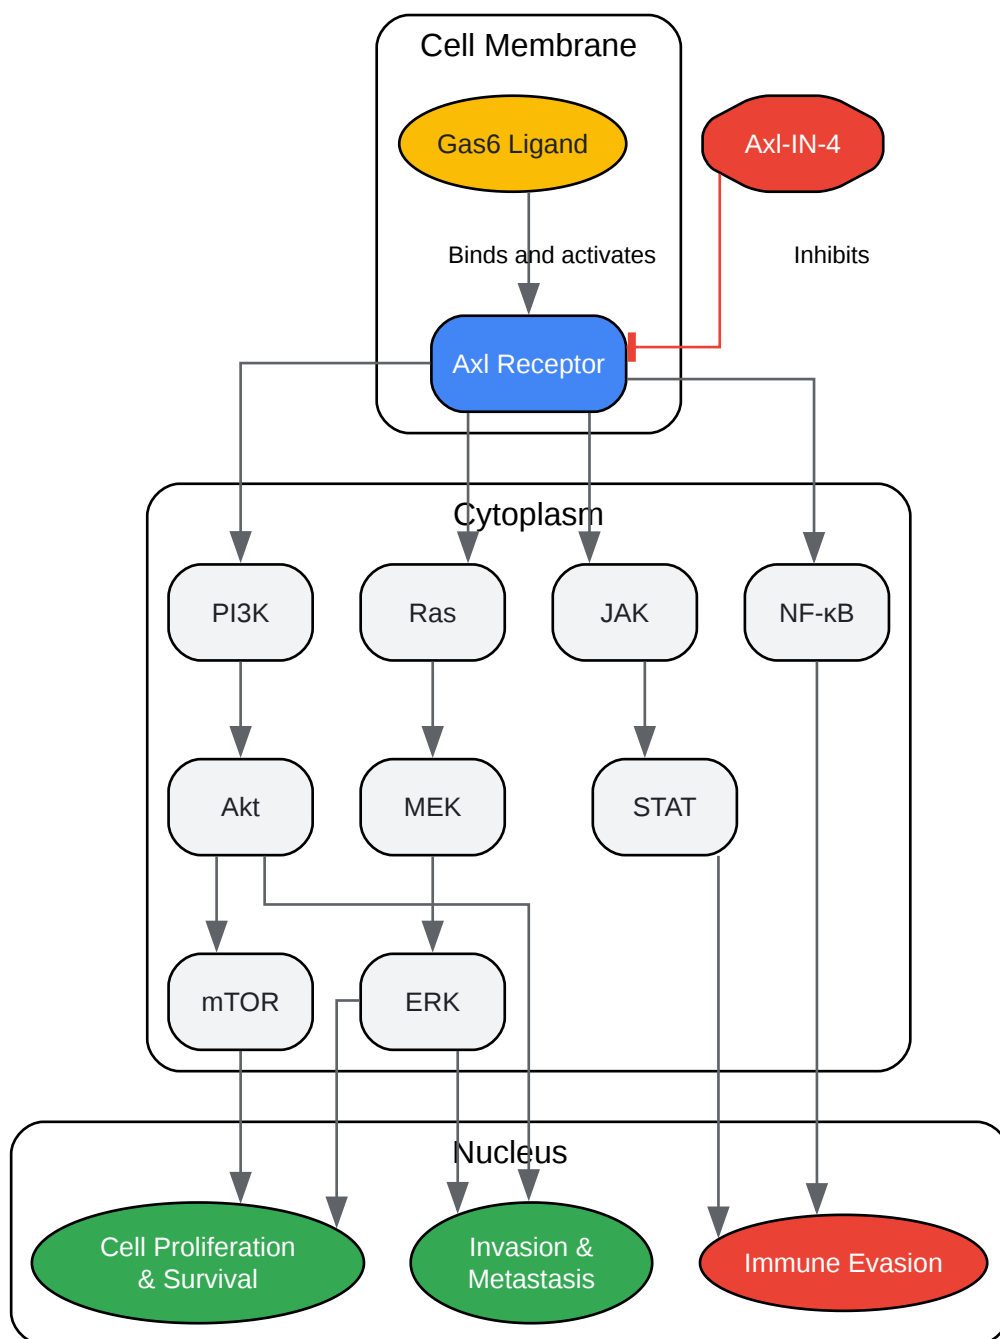 Cell Membrane
Gas6 Ligand
Axl-IN-4
Binds and activates
Inhibits
Axl Receptor
Cytoplasm
PI3K
Ras
JAK
NF-κB
Akt
MEK
STAT
mTOR
ERK
Nucleus
Cell Proliferation
& Survival
Invasion &
Metastasis
Immune Evasion